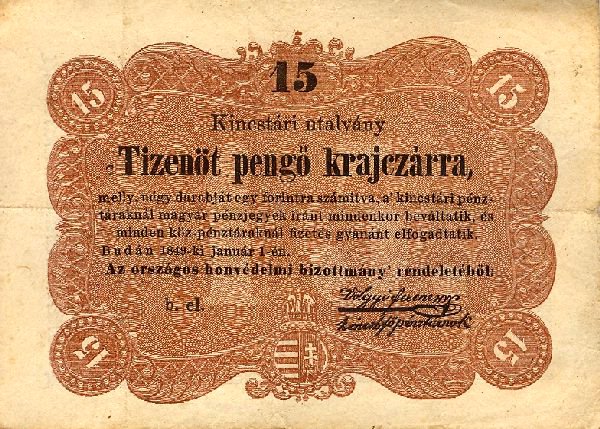 15
15
15
Kincstári utalvány
Tizenöt pengő krajczárra,
melly, négy darabját egy forintra számítva, a' kincstári pénz-
táraknál magyar pénzjegyek iránt mindenkor beváltatik, és
minden köz-pénztáraknál fizetés gyanánt elfogadtatik.
Budán 1849-ki Január 1-én.
Az országos honvédelmi bizottmány' rendeletéből.
b. el.
15
15